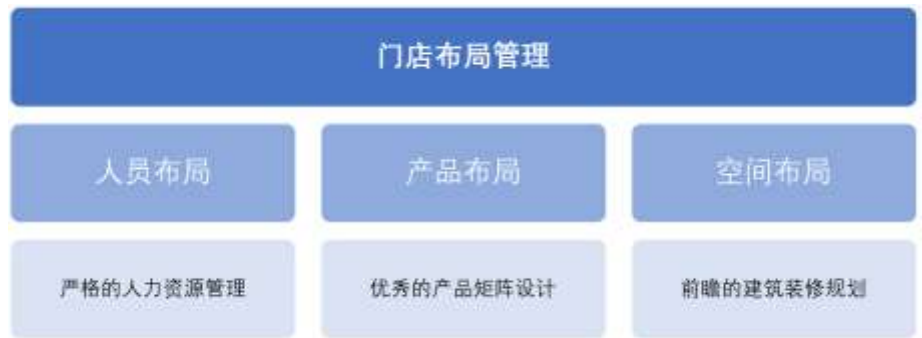 门店布局管理
人员布局
产品布局
空间布局
严格的人力资源管理
优秀的产品矩阵设计
前瞻的建筑装修规划